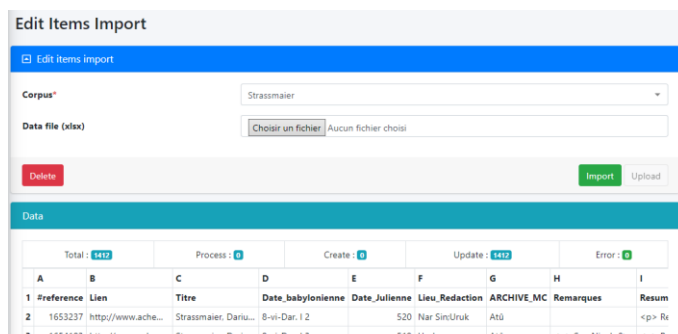 Edit Items Import
Edit items import
Corpus* Strassmaier
Data file (xlsx) Choisir un fichier Aucun fichier choisi
Delete Import Upload
Data
Total : 1412 Process : 0 Create : 0 Update : 1412 Error : 0
A B C D E F G H I
1 #reference Lien Titre Date_babylonienne Date_Julienne Lieu_Redaction ARCHIVE_MC Remarques Resum
2 1653237 http://www.ache... Strassmaier, Dariu... 8-vi-Dar. I 2 520 Nar Sin:Uruk Atû <p> Re